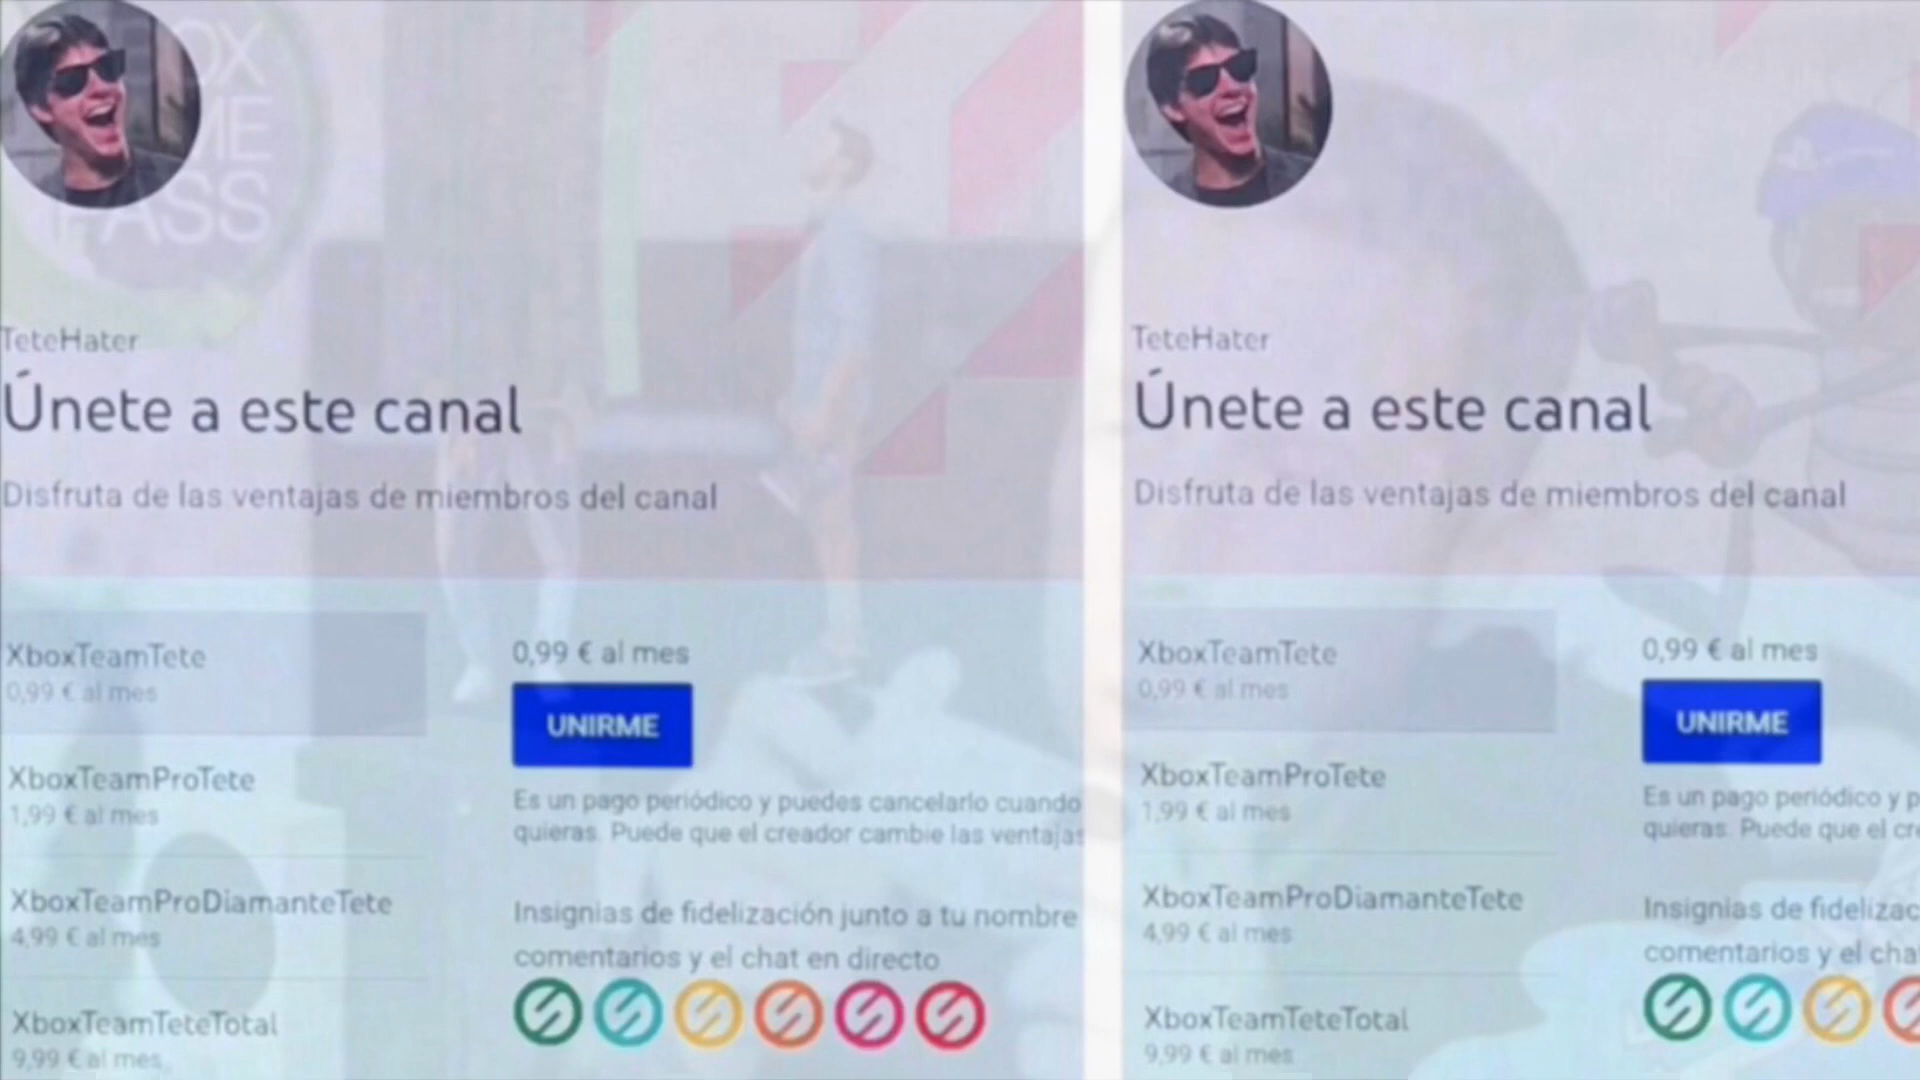 XBOX
GAME
PASS
TeteHater
Únete a este canal
Disfruta de las ventajas de miembros del canal
XboxTeamTete
0,99 € al mes
XboxTeamProTete
1,99 € al mes
XboxTeamProDiamanteTete
4,99 € al mes
XboxTeamTeteTotal
9,99 € al mes
0,99 € al mes
UNIRME
Es un pago periódico y puedes cancelarlo cuando
quieras. Puede que el creador cambie las ventajas
Insignias de fidelización junto a tu nombre
comentarios y el chat en directo
TeteHater
Únete a este canal
Disfruta de las ventajas de miembros del canal
XboxTeamTete
0,99 € al mes
XboxTeamProTete
1,99 € al mes
XboxTeamProDiamanteTete
4,99 € al mes
XboxTeamTeteTotal
9,99 € al mes
0,99 € al mes
UNIRME
Es un pago periódico y p
quieras. Puede que el cre
Insignias de fidelizac
comentarios y el cha